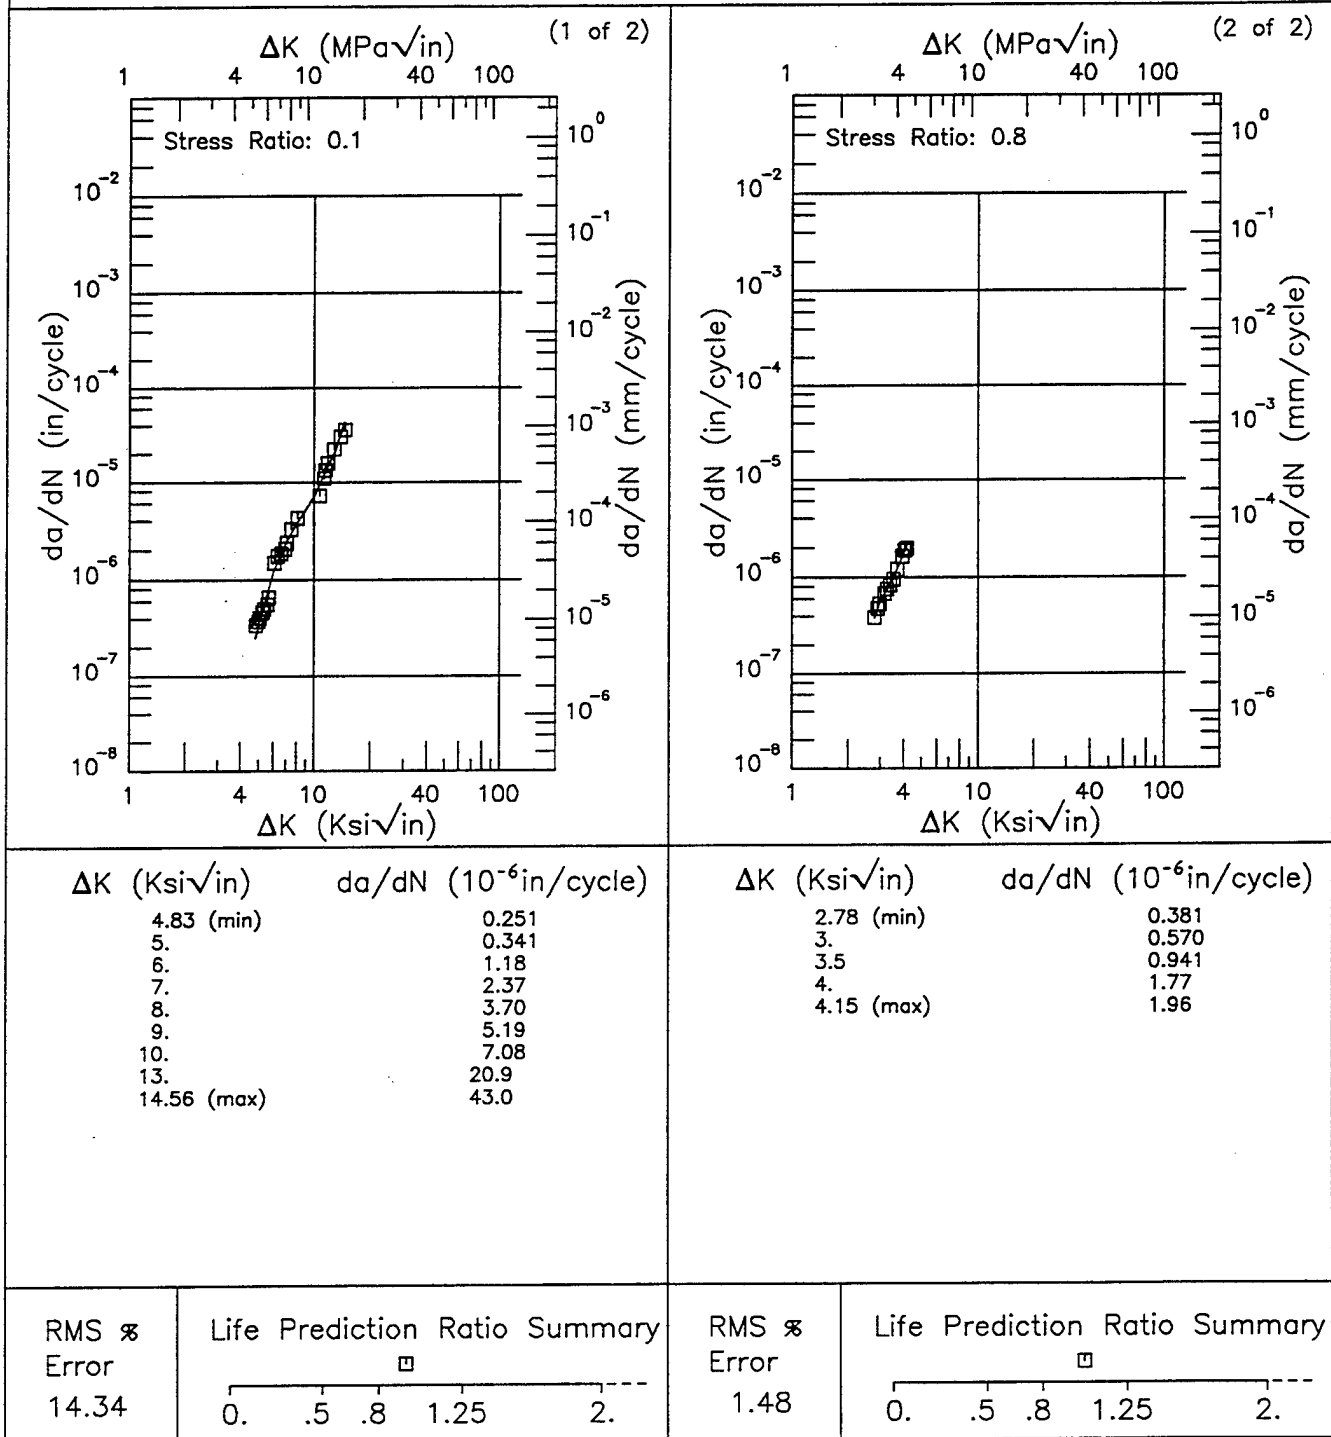 (1 of 2)
ΔK (MPa√in)
1 4 10 40 100
Stress Ratio: 0.1
10⁰
10⁻²
10⁻¹
10⁻³
10⁻²
10⁻⁴
10⁻³
10⁻⁵
10⁻⁴
10⁻⁶
10⁻⁵
10⁻⁷
10⁻⁶
10⁻⁸
da/dN (in/cycle)
da/dN (mm/cycle)
1 4 10 40 100
ΔK (Ksi√in)
ΔK (Ksi√in) da/dN (10⁻⁶in/cycle)
4.83 (min) 0.251
5. 0.341
6. 1.18
7. 2.37
8. 3.70
9. 5.19
10. 7.08
13. 20.9
14.56 (max) 43.0
RMS %
Error
14.34
Life Prediction Ratio Summary
0. .5 .8 1.25 2.
(2 of 2)
ΔK (MPa√in)
1 4 10 40 100
Stress Ratio: 0.8
10⁰
10⁻²
10⁻¹
10⁻³
10⁻²
10⁻⁴
10⁻³
10⁻⁵
10⁻⁴
10⁻⁶
10⁻⁵
10⁻⁷
10⁻⁶
10⁻⁸
da/dN (in/cycle)
da/dN (mm/cycle)
1 4 10 40 100
ΔK (Ksi√in)
ΔK (Ksi√in) da/dN (10⁻⁶in/cycle)
2.78 (min) 0.381
3. 0.570
3.5 0.941
4. 1.77
4.15 (max) 1.96
RMS %
Error
1.48
Life Prediction Ratio Summary
0. .5 .8 1.25 2.